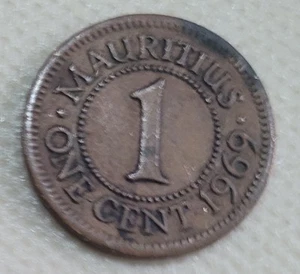 · MAURITIUS ·
1
ONE CENT 1969